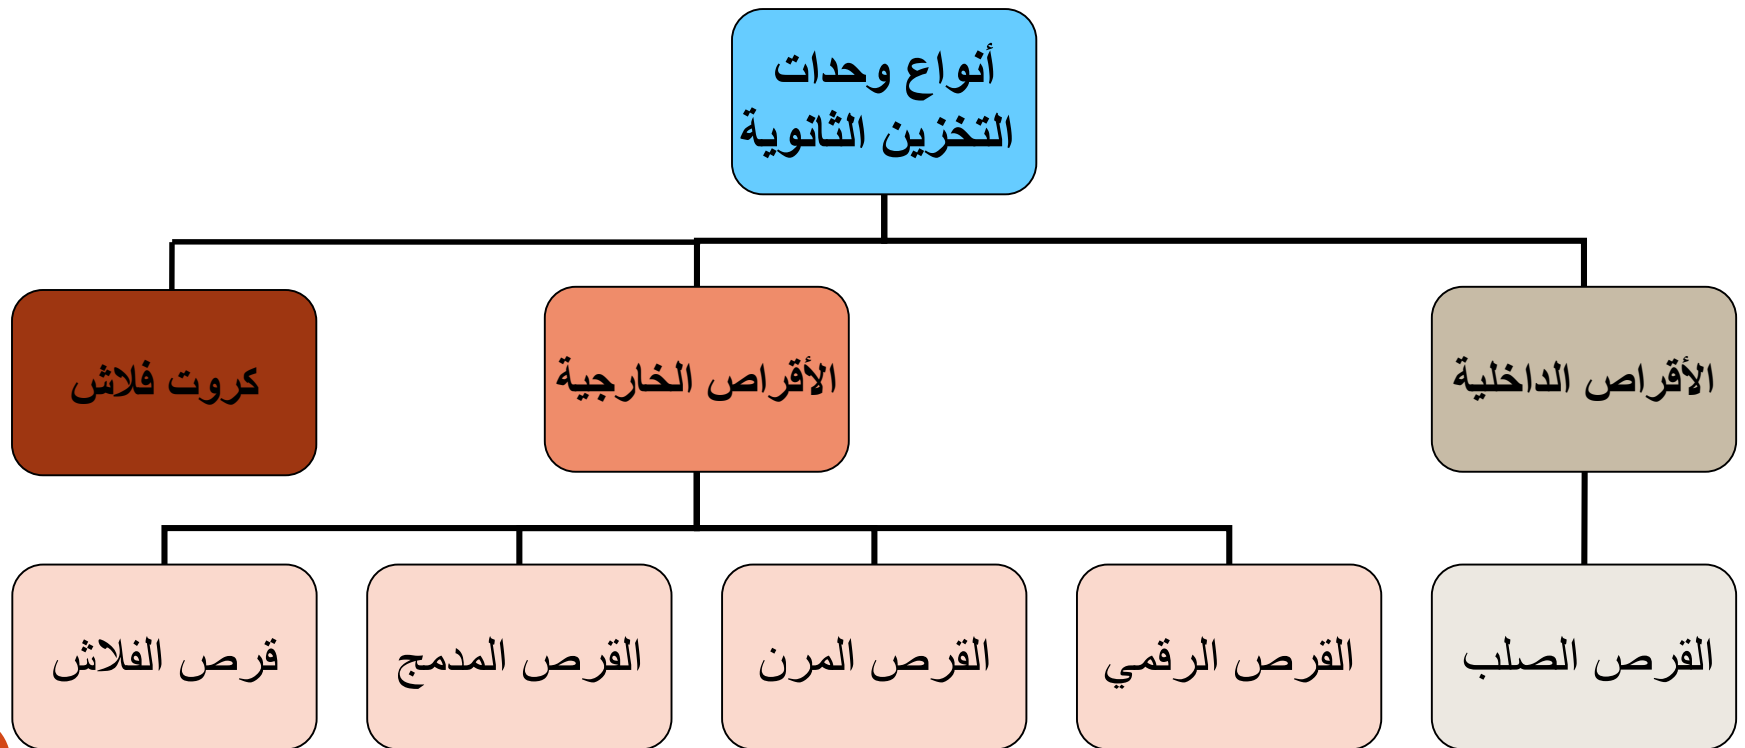 أنواع وحدات
التخزين الثانوية
الأقراص الداخلية
الأقراص الخارجية
كروت فلاش
القرص الصلب
القرص الرقمي
القرص المرن
القرص المدمج
قرص الفلاش